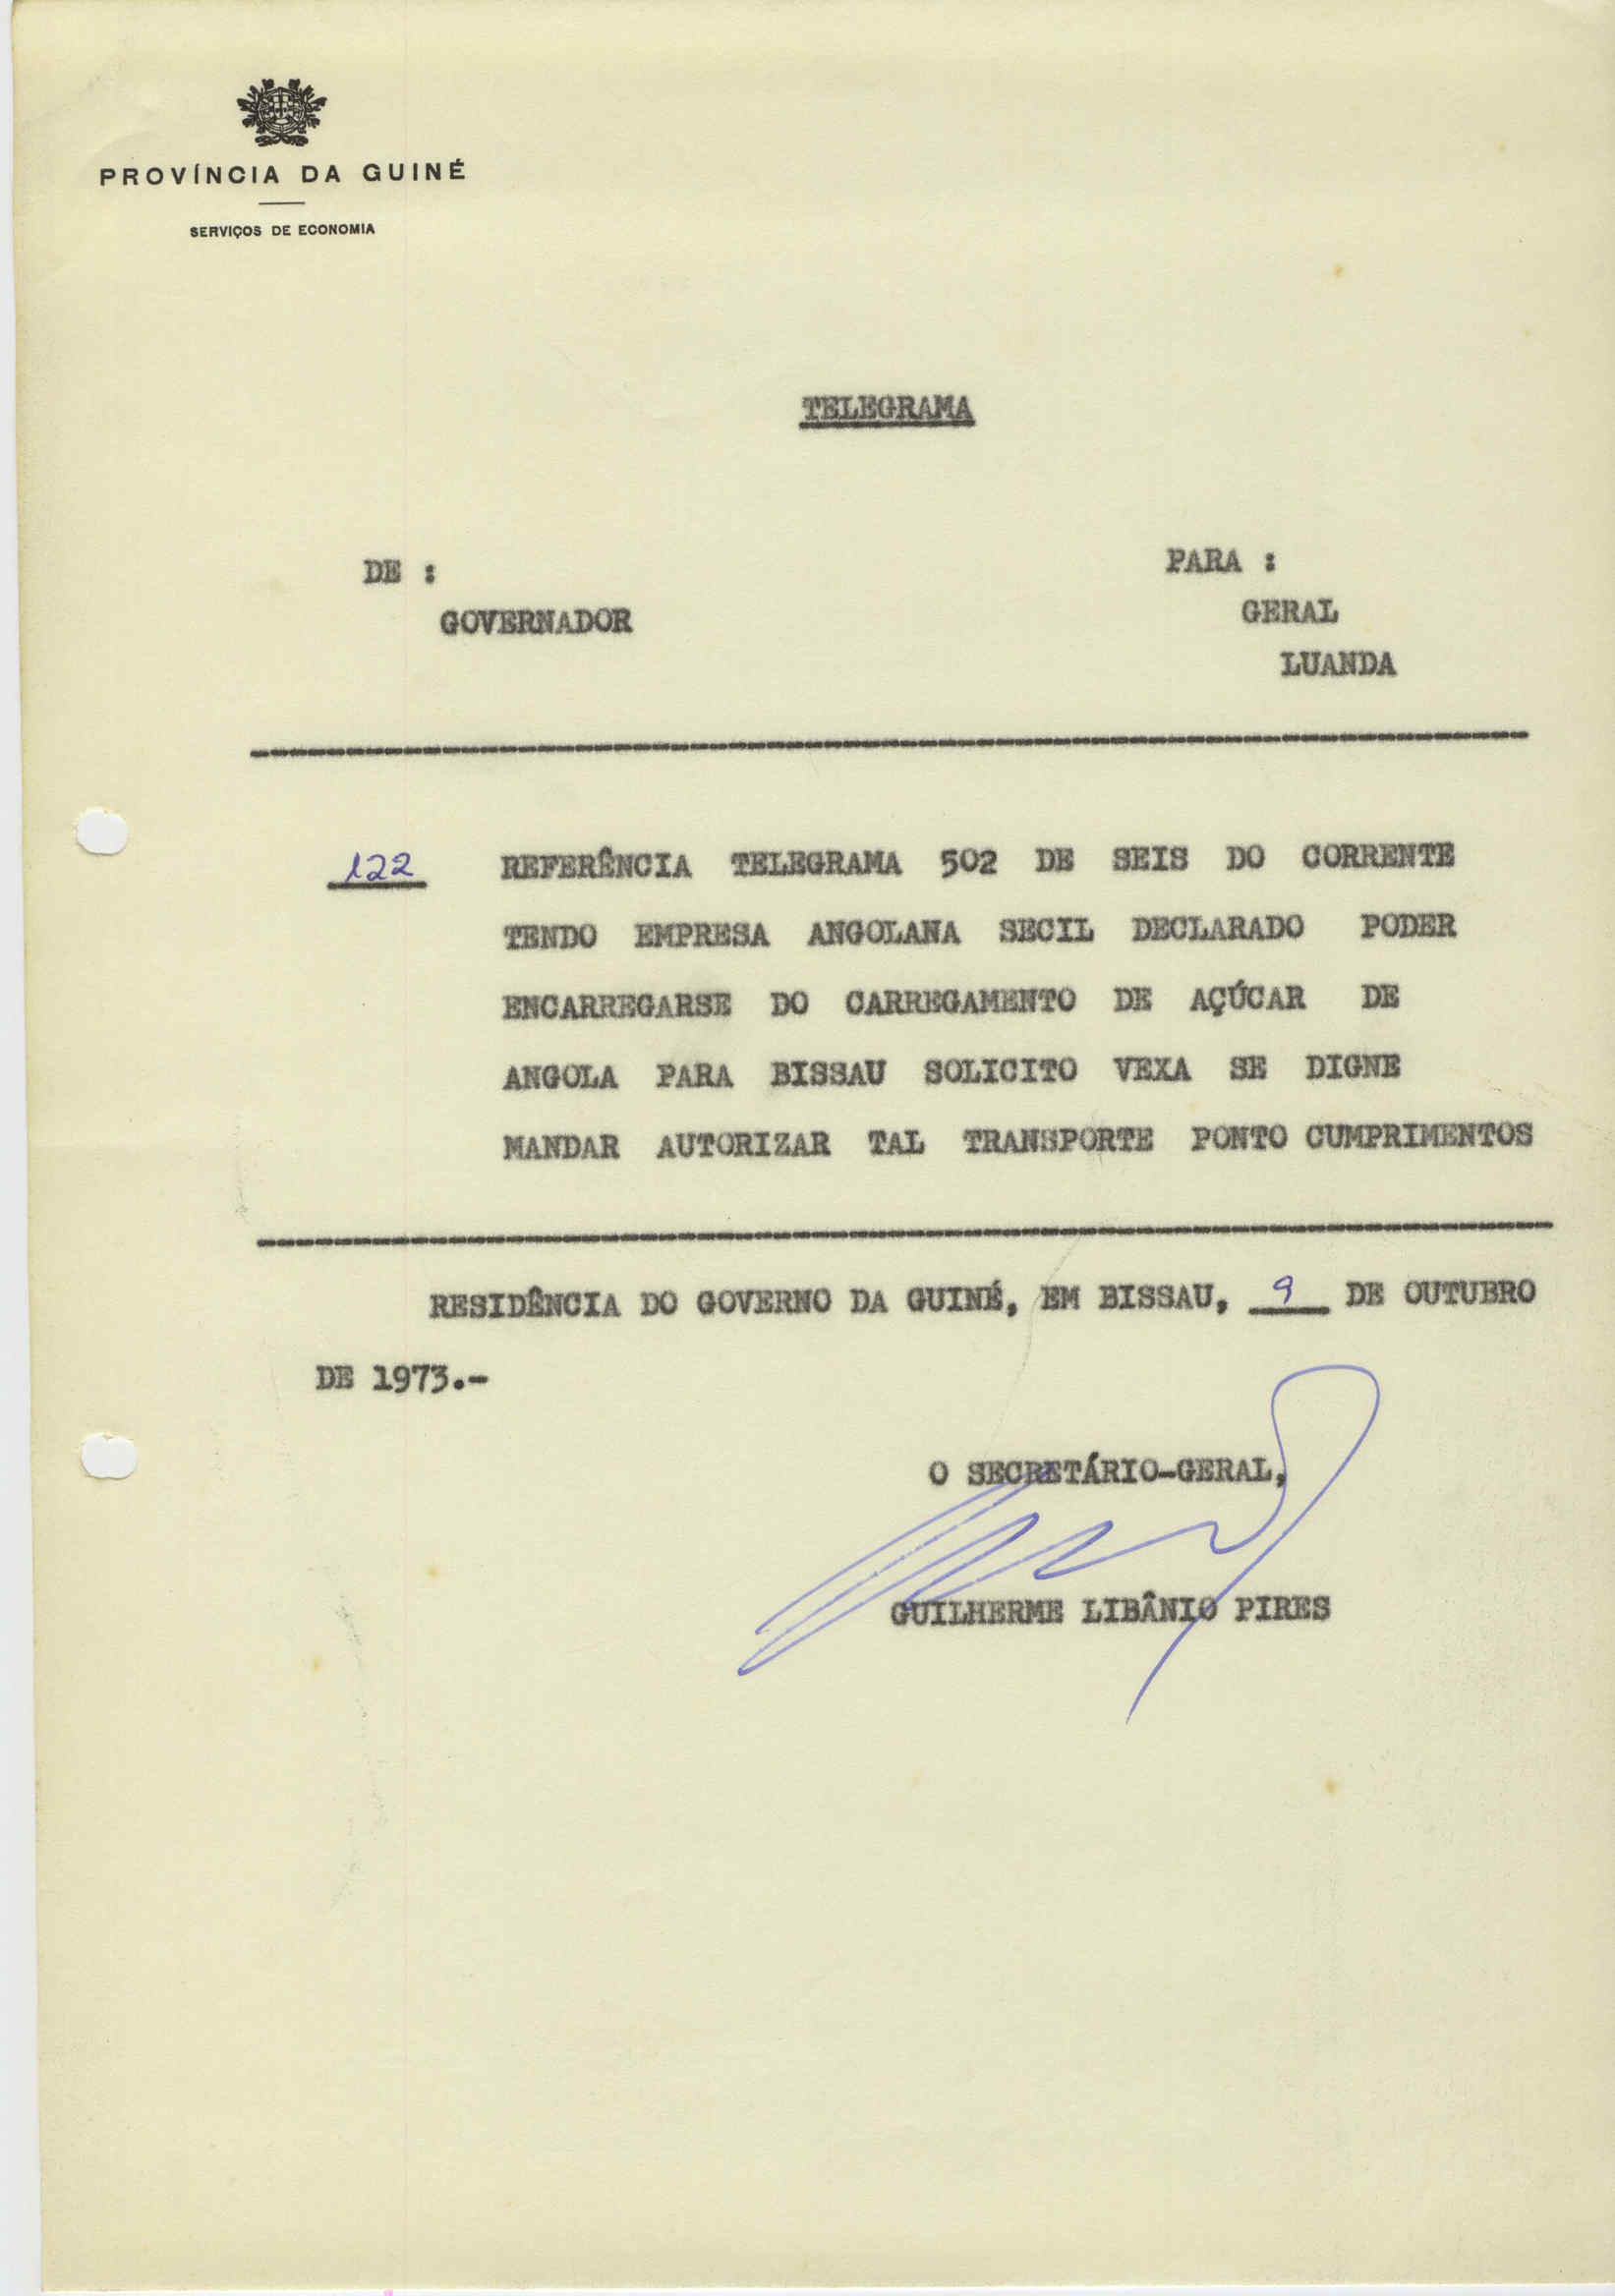 PROVÍNCIA DA GUINÉ
SERVIÇOS DE ECONOMIA
TELEGRAMA
DE :
GOVERNADOR
PARA :
GERAL
LUANDA
122 REFERÊNCIA TELEGRAMA 502 DE SEIS DO CORRENTE
TENDO EMPRESA ANGOLANA SECIL DECLARADO PODER
ENCARREGARSE DO CARREGAMENTO DE AÇÚCAR DE
ANGOLA PARA BISSAU SOLICITO VEXA SE DIGNE
MANDAR AUTORIZAR TAL TRANSPORTE PONTO CUMPRIMENTOS
RESIDÊNCIA DO GOVERNO DA GUINÉ, EM BISSAU, 9 DE OUTUBRO
DE 1973.-
O SECRETÁRIO-GERAL,
GUILHERME LIBÂNIO PIRES